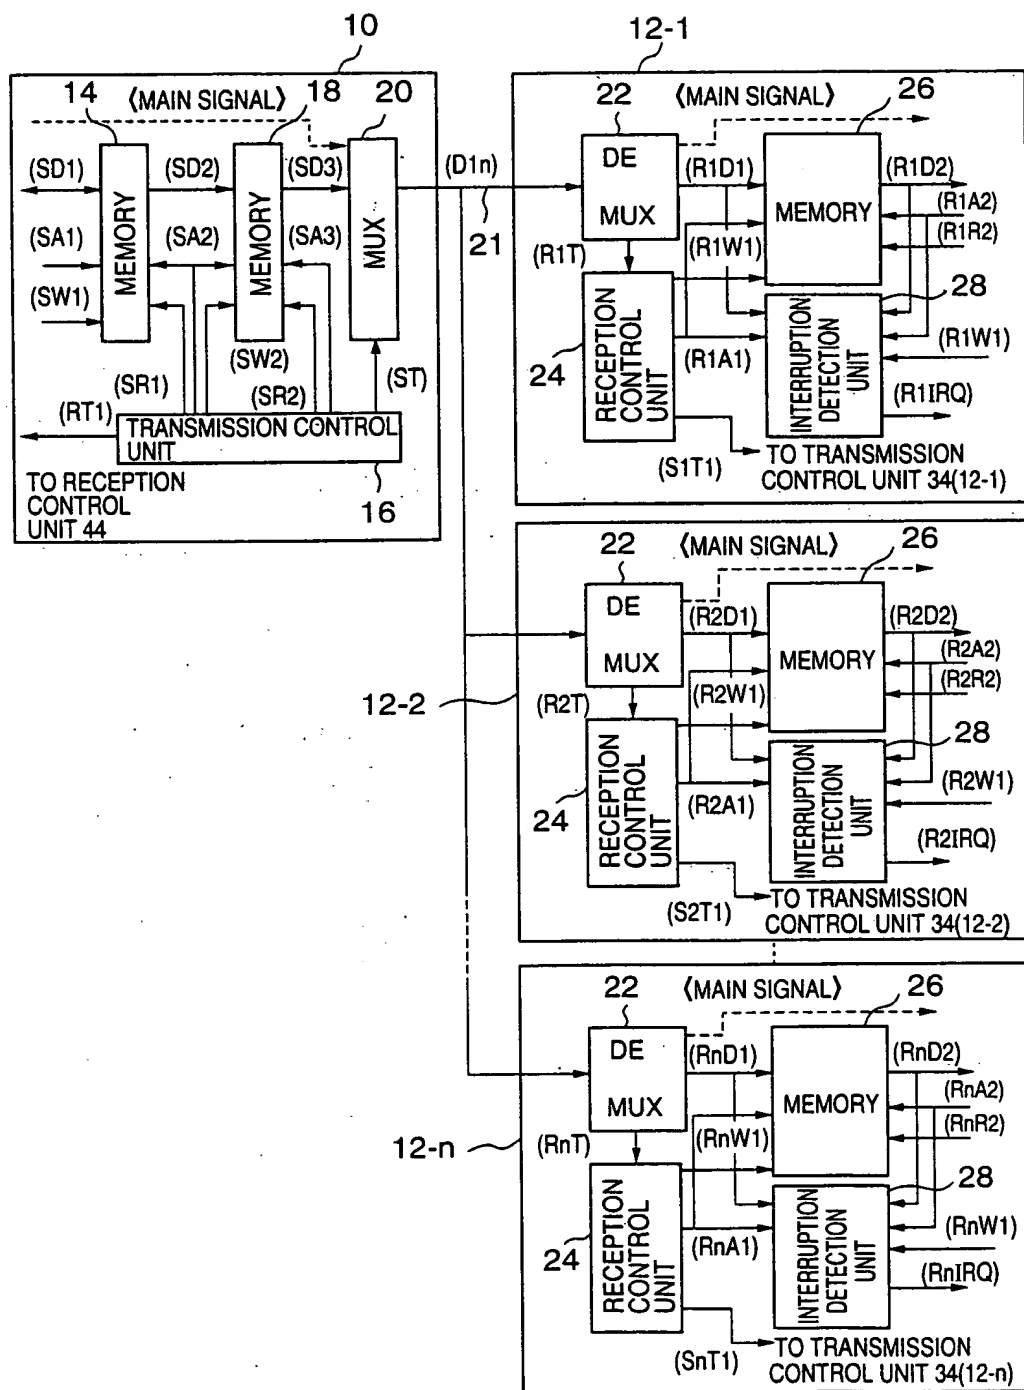 10
12-1
14
〈MAIN SIGNAL〉
18
20
(SD1)
(SD2)
(SD3)
(SA1)
(SA2)
(SA3)
(SW1)
MEMORY
MEMORY
MUX
(SW2)
(SR1)
(SR2)
(ST)
(RT1)
TRANSMISSION CONTROL
UNIT
TO RECEPTION
CONTROL
UNIT 44
16
(D1n)
21
22
〈MAIN SIGNAL〉
26
DE
MUX
(R1D1)
MEMORY
(R1D2)
(R1A2)
(R1R2)
(R1T)
(R1W1)
28
24
RECEPTION
CONTROL
UNIT
(R1A1)
INTERRUPTION
DETECTION
UNIT
(R1W1)
(R1IRQ)
(S1T1)
TO TRANSMISSION
CONTROL UNIT 34(12-1)
12-2
22
〈MAIN SIGNAL〉
26
DE
MUX
(R2D1)
MEMORY
(R2D2)
(R2A2)
(R2R2)
(R2T)
(R2W1)
28
24
RECEPTION
CONTROL
UNIT
(R2A1)
INTERRUPTION
DETECTION
UNIT
(R2W1)
(R2IRQ)
(S2T1)
TO TRANSMISSION
CONTROL UNIT 34(12-2)
12-n
22
〈MAIN SIGNAL〉
26
DE
MUX
(RnD1)
MEMORY
(RnD2)
(RnA2)
(RnR2)
(RnT)
(RnW1)
28
24
RECEPTION
CONTROL
UNIT
(RnA1)
INTERRUPTION
DETECTION
UNIT
(RnW1)
(RnIRQ)
(SnT1)
TO TRANSMISSION
CONTROL UNIT 34(12-n)